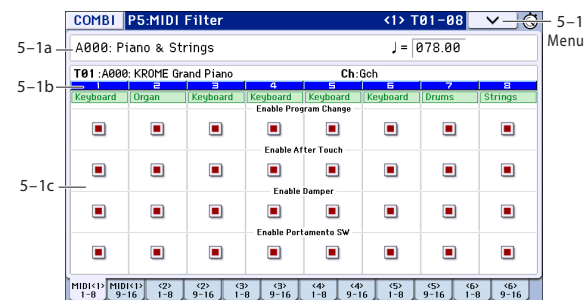 COMBI P5:MIDI Filter <1> T01-08 5-1
Menu
5-1a A000: Piano & Strings ♩= 078.00
T01 :A000: KROME Grand Piano Ch:Gch
5-1b 1 2 3 4 5 6 7 8
Keyboard Organ Keyboard Keyboard Keyboard Keyboard Drums Strings
Enable Program Change
Enable After Touch
5-1c Enable Damper
Enable Portamento SW
MIDI<1> MIDI<1> <2> <2> <3> <3> <4> <4> <5> <5> <6> <6>
1-8 9-16 1-8 9-16 1-8 9-16 1-8 9-16 1-8 9-16 1-8 9-16